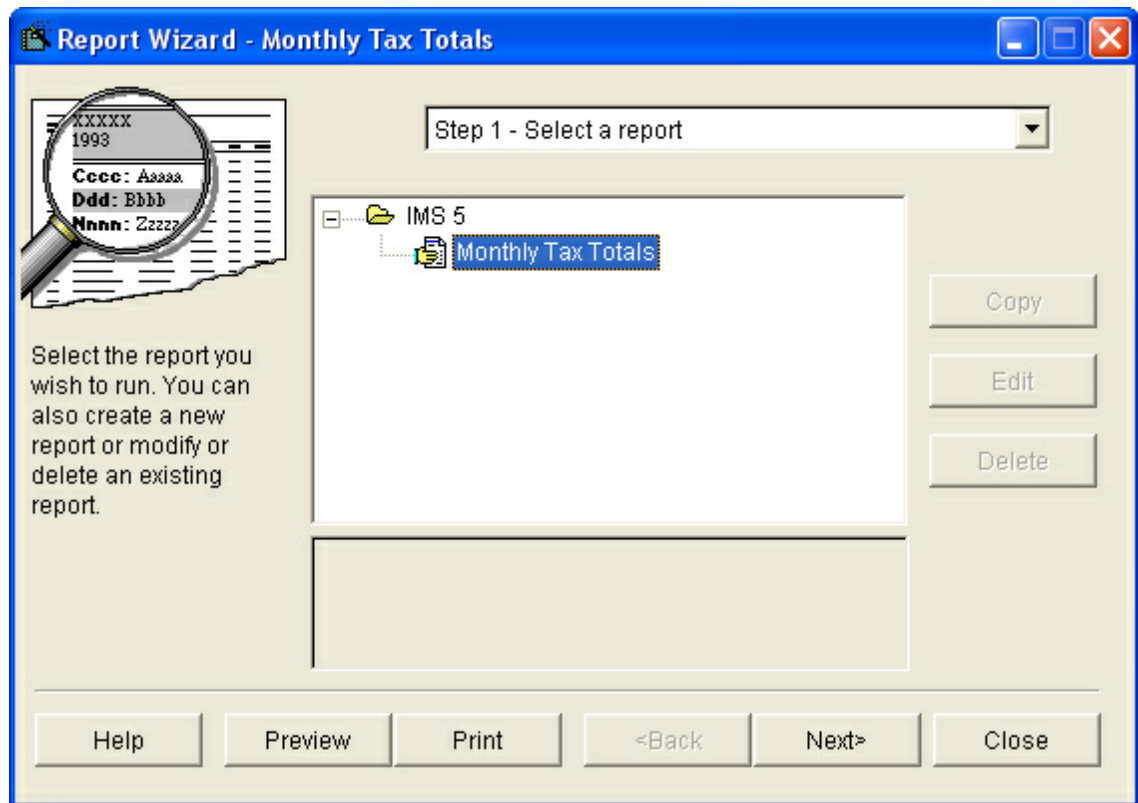 Report Wizard - Monthly Tax Totals
XXXXX
1993
Cccc: Aaaaa
Ddd: Bbbb
Nnnn: Zzzzz
Step 1 - Select a report
IMS 5
Monthly Tax Totals
Select the report you
wish to run. You can
also create a new
report or modify or
delete an existing
report.
Copy
Edit
Delete
Help
Preview
Print
<Back
Next>
Close